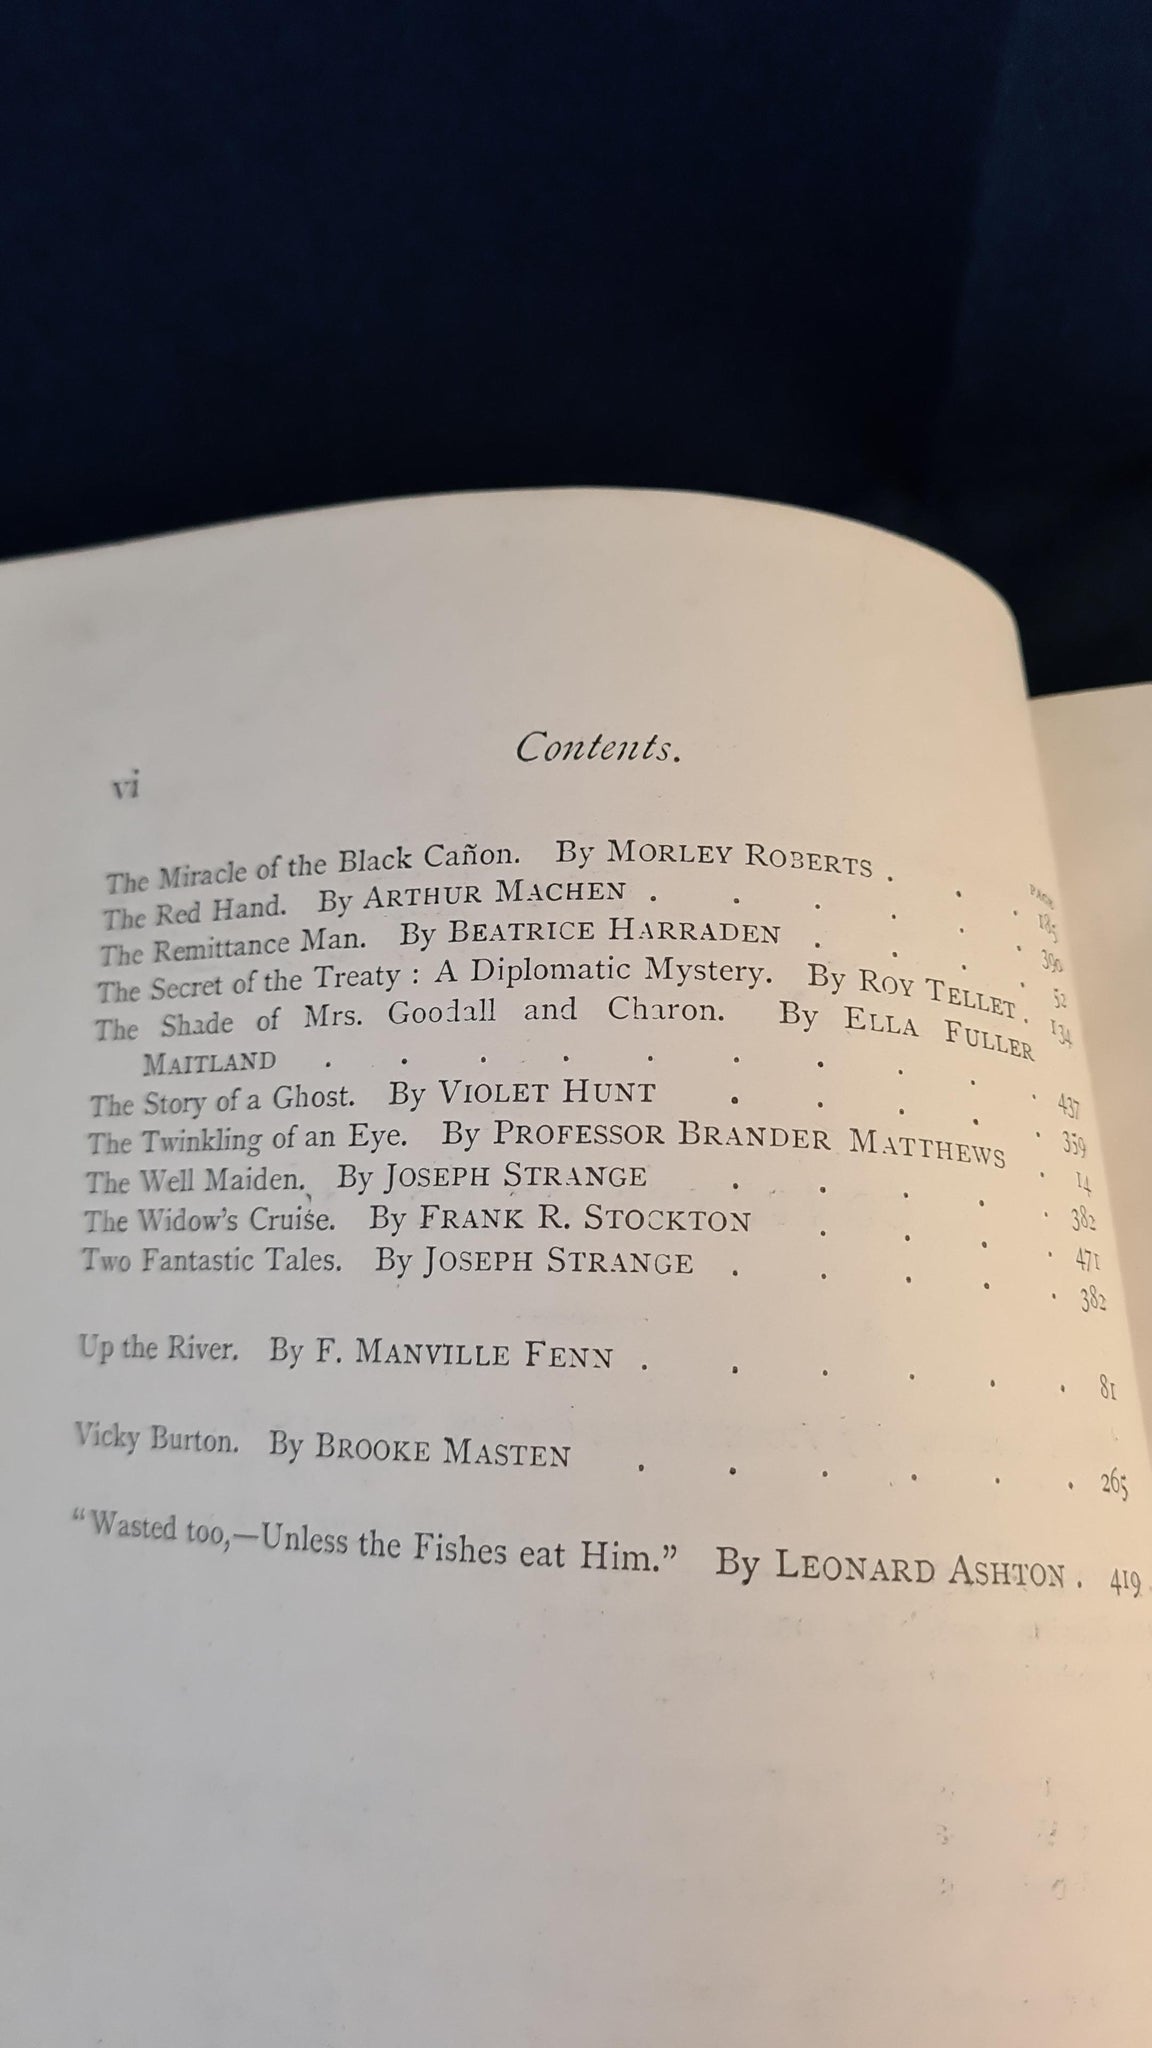 vi
Contents.
PAGE
The Miracle of the Black Cañon. By MORLEY ROBERTS . . . 185
The Red Hand. By ARTHUR MACHEN . . . . . . 390
The Remittance Man. By BEATRICE HARRADEN . . . . 52
The Secret of the Treaty : A Diplomatic Mystery. By ROY TELLET . 134
The Shade of Mrs. Goodall and Charon. By ELLA FULLER
MAITLAND . . . . . . . . . . 437
The Story of a Ghost. By VIOLET HUNT . . . . . 359
The Twinkling of an Eye. By PROFESSOR BRANDER MATTHEWS . 14
The Well Maiden. By JOSEPH STRANGE . . . . . 382
The Widow's Cruise. By FRANK R. STOCKTON . . . . 471
Two Fantastic Tales. By JOSEPH STRANGE . . . . . 382
Up the River. By F. MANVILLE FENN . . . . . . 81
Vicky Burton. By BROOKE MASTEN . . . . . . 265
“Wasted too,—Unless the Fishes eat Him.” By LEONARD ASHTON . 419